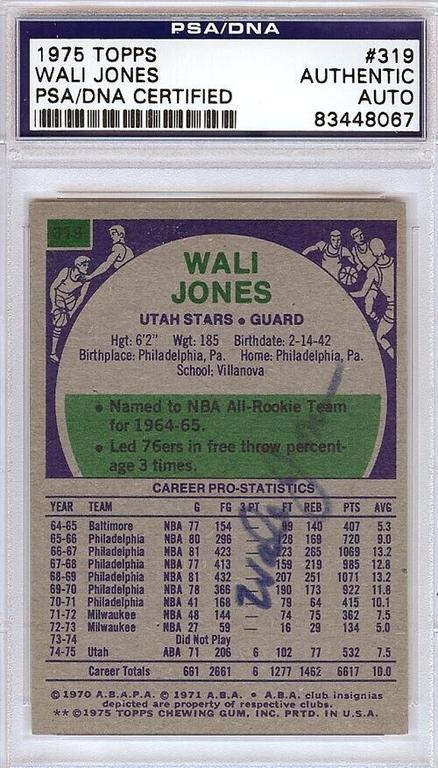 PSA/DNA
1975 TOPPS #319
WALI JONES AUTHENTIC
PSA/DNA CERTIFIED AUTO
83448067
319
WALI
JONES
UTAH STARS • GUARD
Hgt: 6'2" Wgt: 185 Birthdate: 2-14-42
Birthplace: Philadelphia, Pa. Home: Philadelphia, Pa.
School: Villanova
• Named to NBA All-Rookie Team
for 1964-65.
• Led 76ers in free throw percent-
age 3 times.
CAREER PRO-STATISTICS
YEAR TEAM G FG 3 PT FT REB PTS AVG
64-65 Baltimore NBA 77 154 — 99 140 407 5.3
65-66 Philadelphia NBA 80 296 — 128 169 720 9.0
66-67 Philadelphia NBA 81 423 — 223 265 1069 13.2
67-68 Philadelphia NBA 77 413 — 159 219 985 12.8
68-69 Philadelphia NBA 81 432 — 207 251 1071 13.2
69-70 Philadelphia NBA 78 366 — 190 173 922 11.8
70-71 Philadelphia NBA 41 168 — 79 64 415 10.1
71-72 Milwaukee NBA 48 144 — 74 75 362 7.5
72-73 Milwaukee NBA 27 59 — 16 29 134 5.0
73-74 Did Not Play
74-75 Utah ABA 71 206 6 102 77 532 7.5
Career Totals 661 2661 6 1277 1462 6617 10.0
© 1970 A.B.A.P.A. © 1971 A.B.A. • A.B.A. club insignias
depicted are property of respective clubs.
** © 1975 TOPPS CHEWING GUM, INC. PRTD. IN U.S.A.
Wali Jones